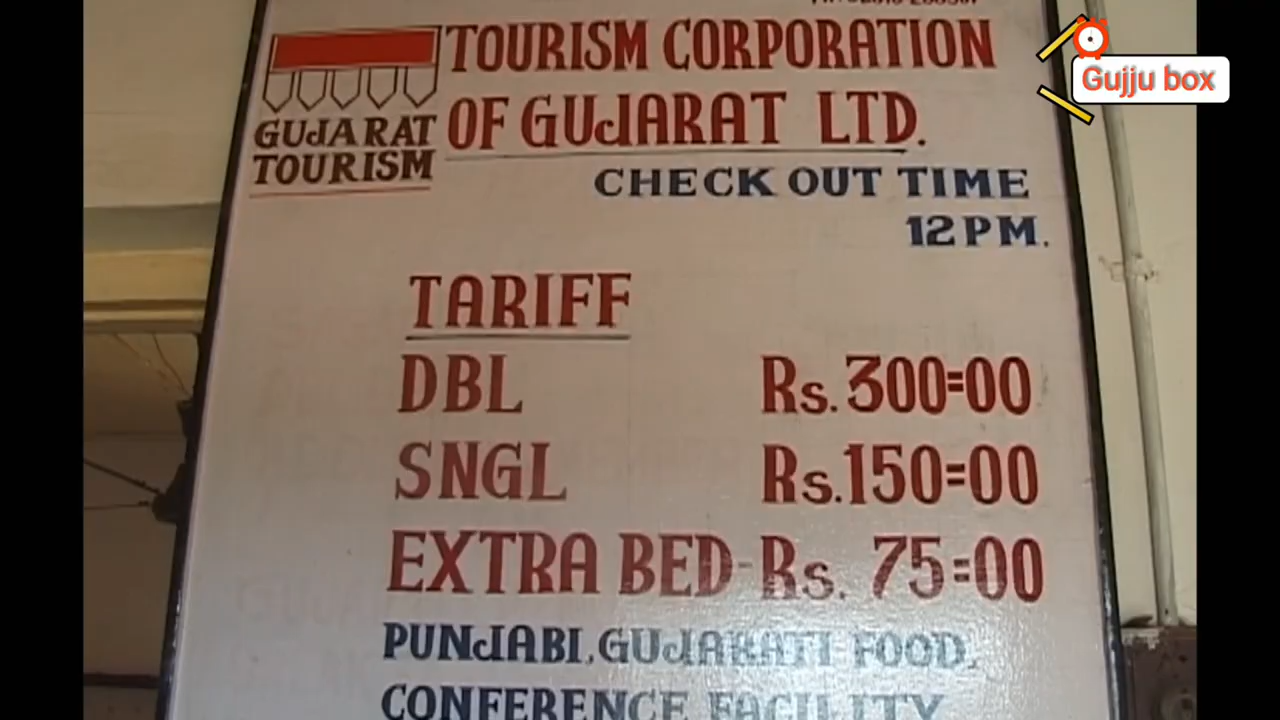 TOURISM CORPORATION
OF GUJARAT LTD.
GUJARAT
TOURISM
Gujju box
CHECK OUT TIME
12 PM.
TARIFF
DBL Rs. 300=00
SNGL Rs. 150=00
EXTRA BED - Rs. 75=00
PUNJABI, GUJARATI FOOD,
CONFERENCE FACILITY